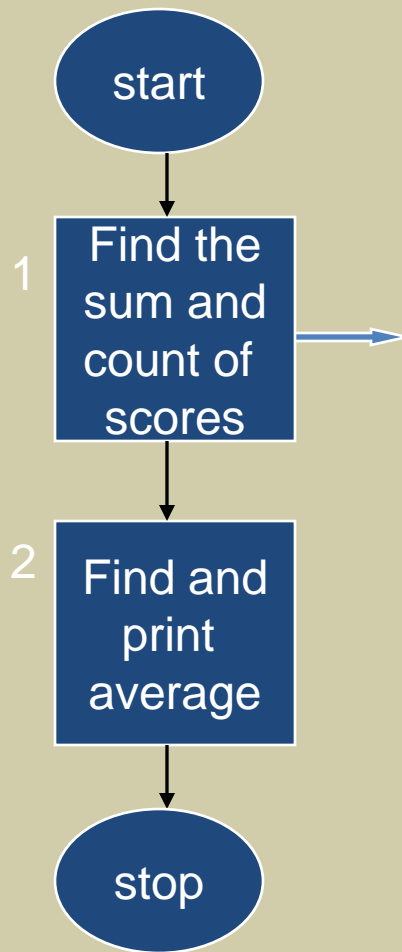 start
1
Find the
sum and
count of
scores
2
Find and
print
average
stop